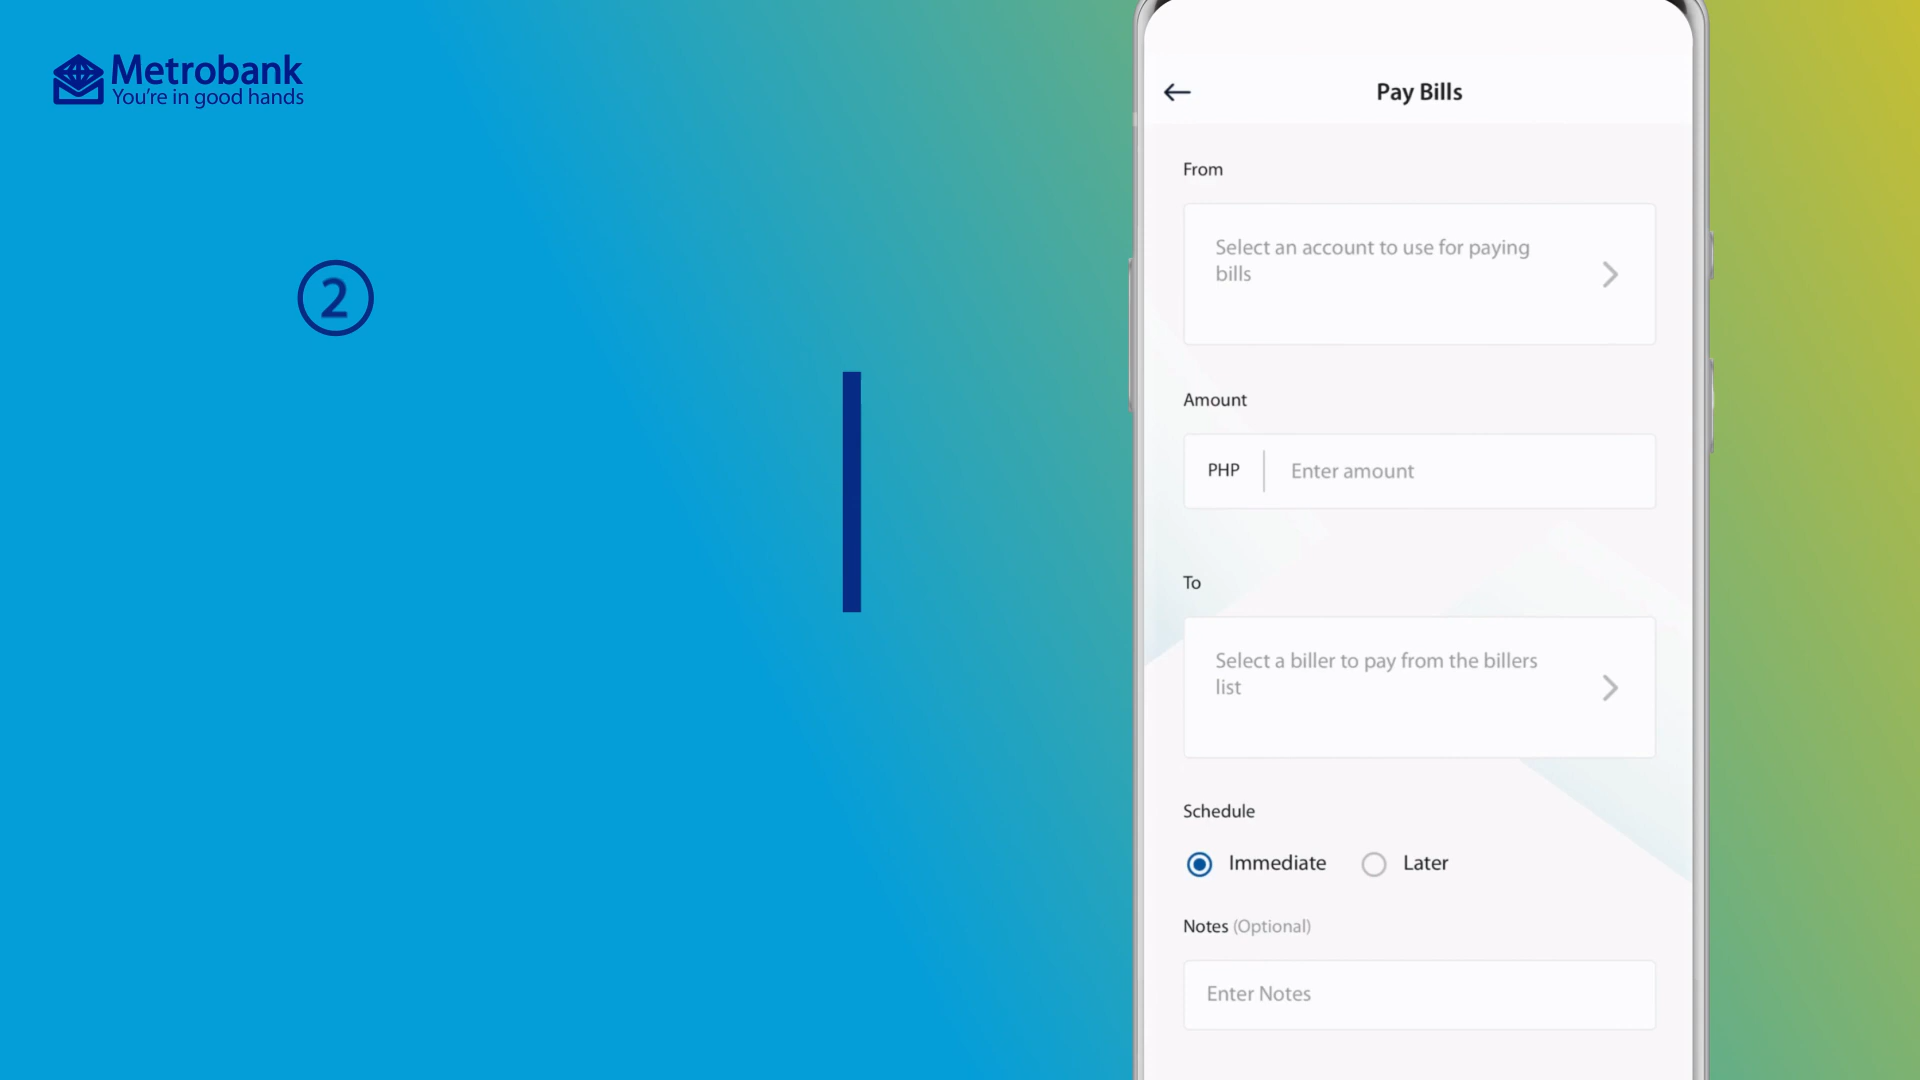 Metrobank
You're in good hands
2
Pay Bills
From
Select an account to use for paying
bills
Amount
PHP
Enter amount
To
Select a biller to pay from the billers
list
Schedule
Immediate
Later
Notes (Optional)
Enter Notes